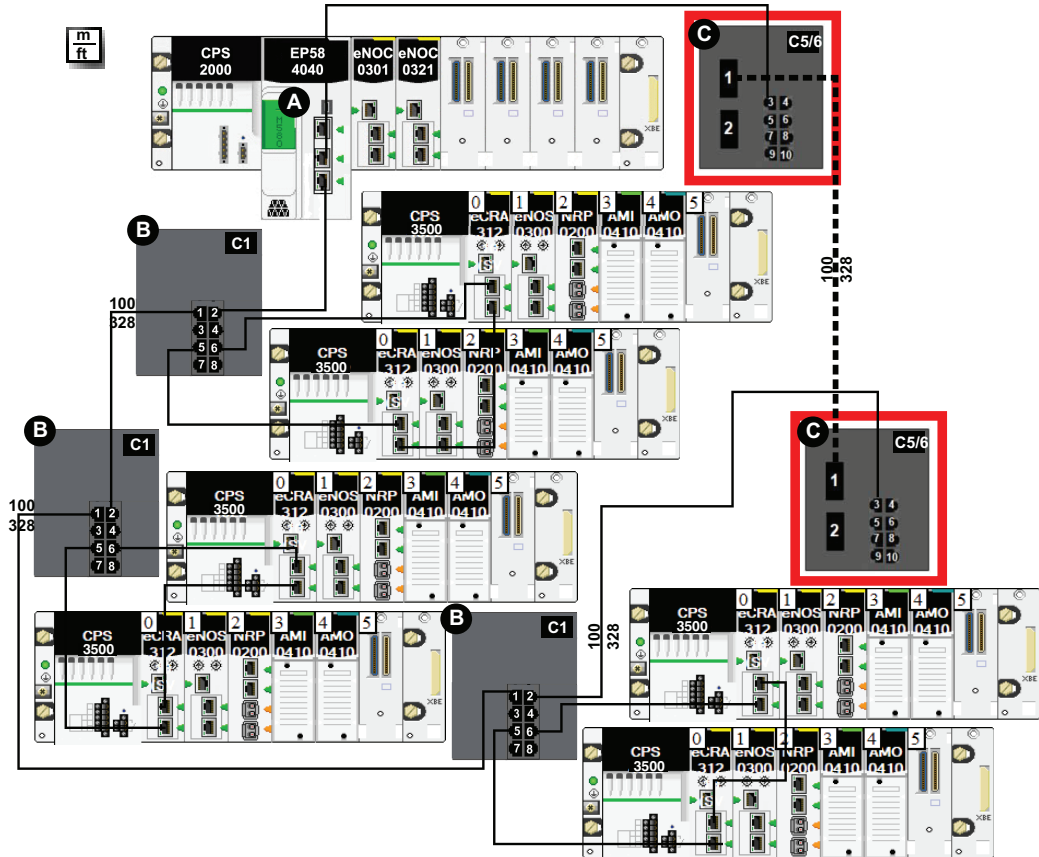 m
ft
CPS
2000
EP58
4040
eNOC
0301
eNOC
0321
XBE
A
C
C5/6
1
2
3 4
5 6
7 8
9 10
100
328
B
C1
100
328
1 2
3 4
5 6
7 8
0 1 2 3 4 5
CPS
3500
eCRA
312
eNOS
0300
NRP
0200
AMI
0410
AMO
0410
S
XBE
0 1 2 3 4 5
CPS
3500
eCRA
312
eNOS
0300
NRP
0200
AMI
0410
AMO
0410
S
B
C1
100
328
1 2
3 4
5 6
7 8
0 1 2 3 4 5
CPS
3500
eCRA
312
eNOS
0300
NRP
0200
AMI
0410
AMO
0410
S
XBE
C
C5/6
1
2
3 4
5 6
7 8
9 10
0 1 2 3 4 5
CPS
3500
eCRA
312
eNOS
0300
NRP
0200
AMI
0410
AMO
0410
S
XBE
B
C1
100
328
1 2
3 4
5 6
7 8
0 1 2 3 4 5
CPS
3500
eCRA
312
eNOS
0300
NRP
0200
AMI
0410
AMO
0410
S
XBE
0 1 2 3 4 5
CPS
3500
eCRA
312
eNOS
0300
NRP
0200
AMI
0410
AMO
0410
S
XBE